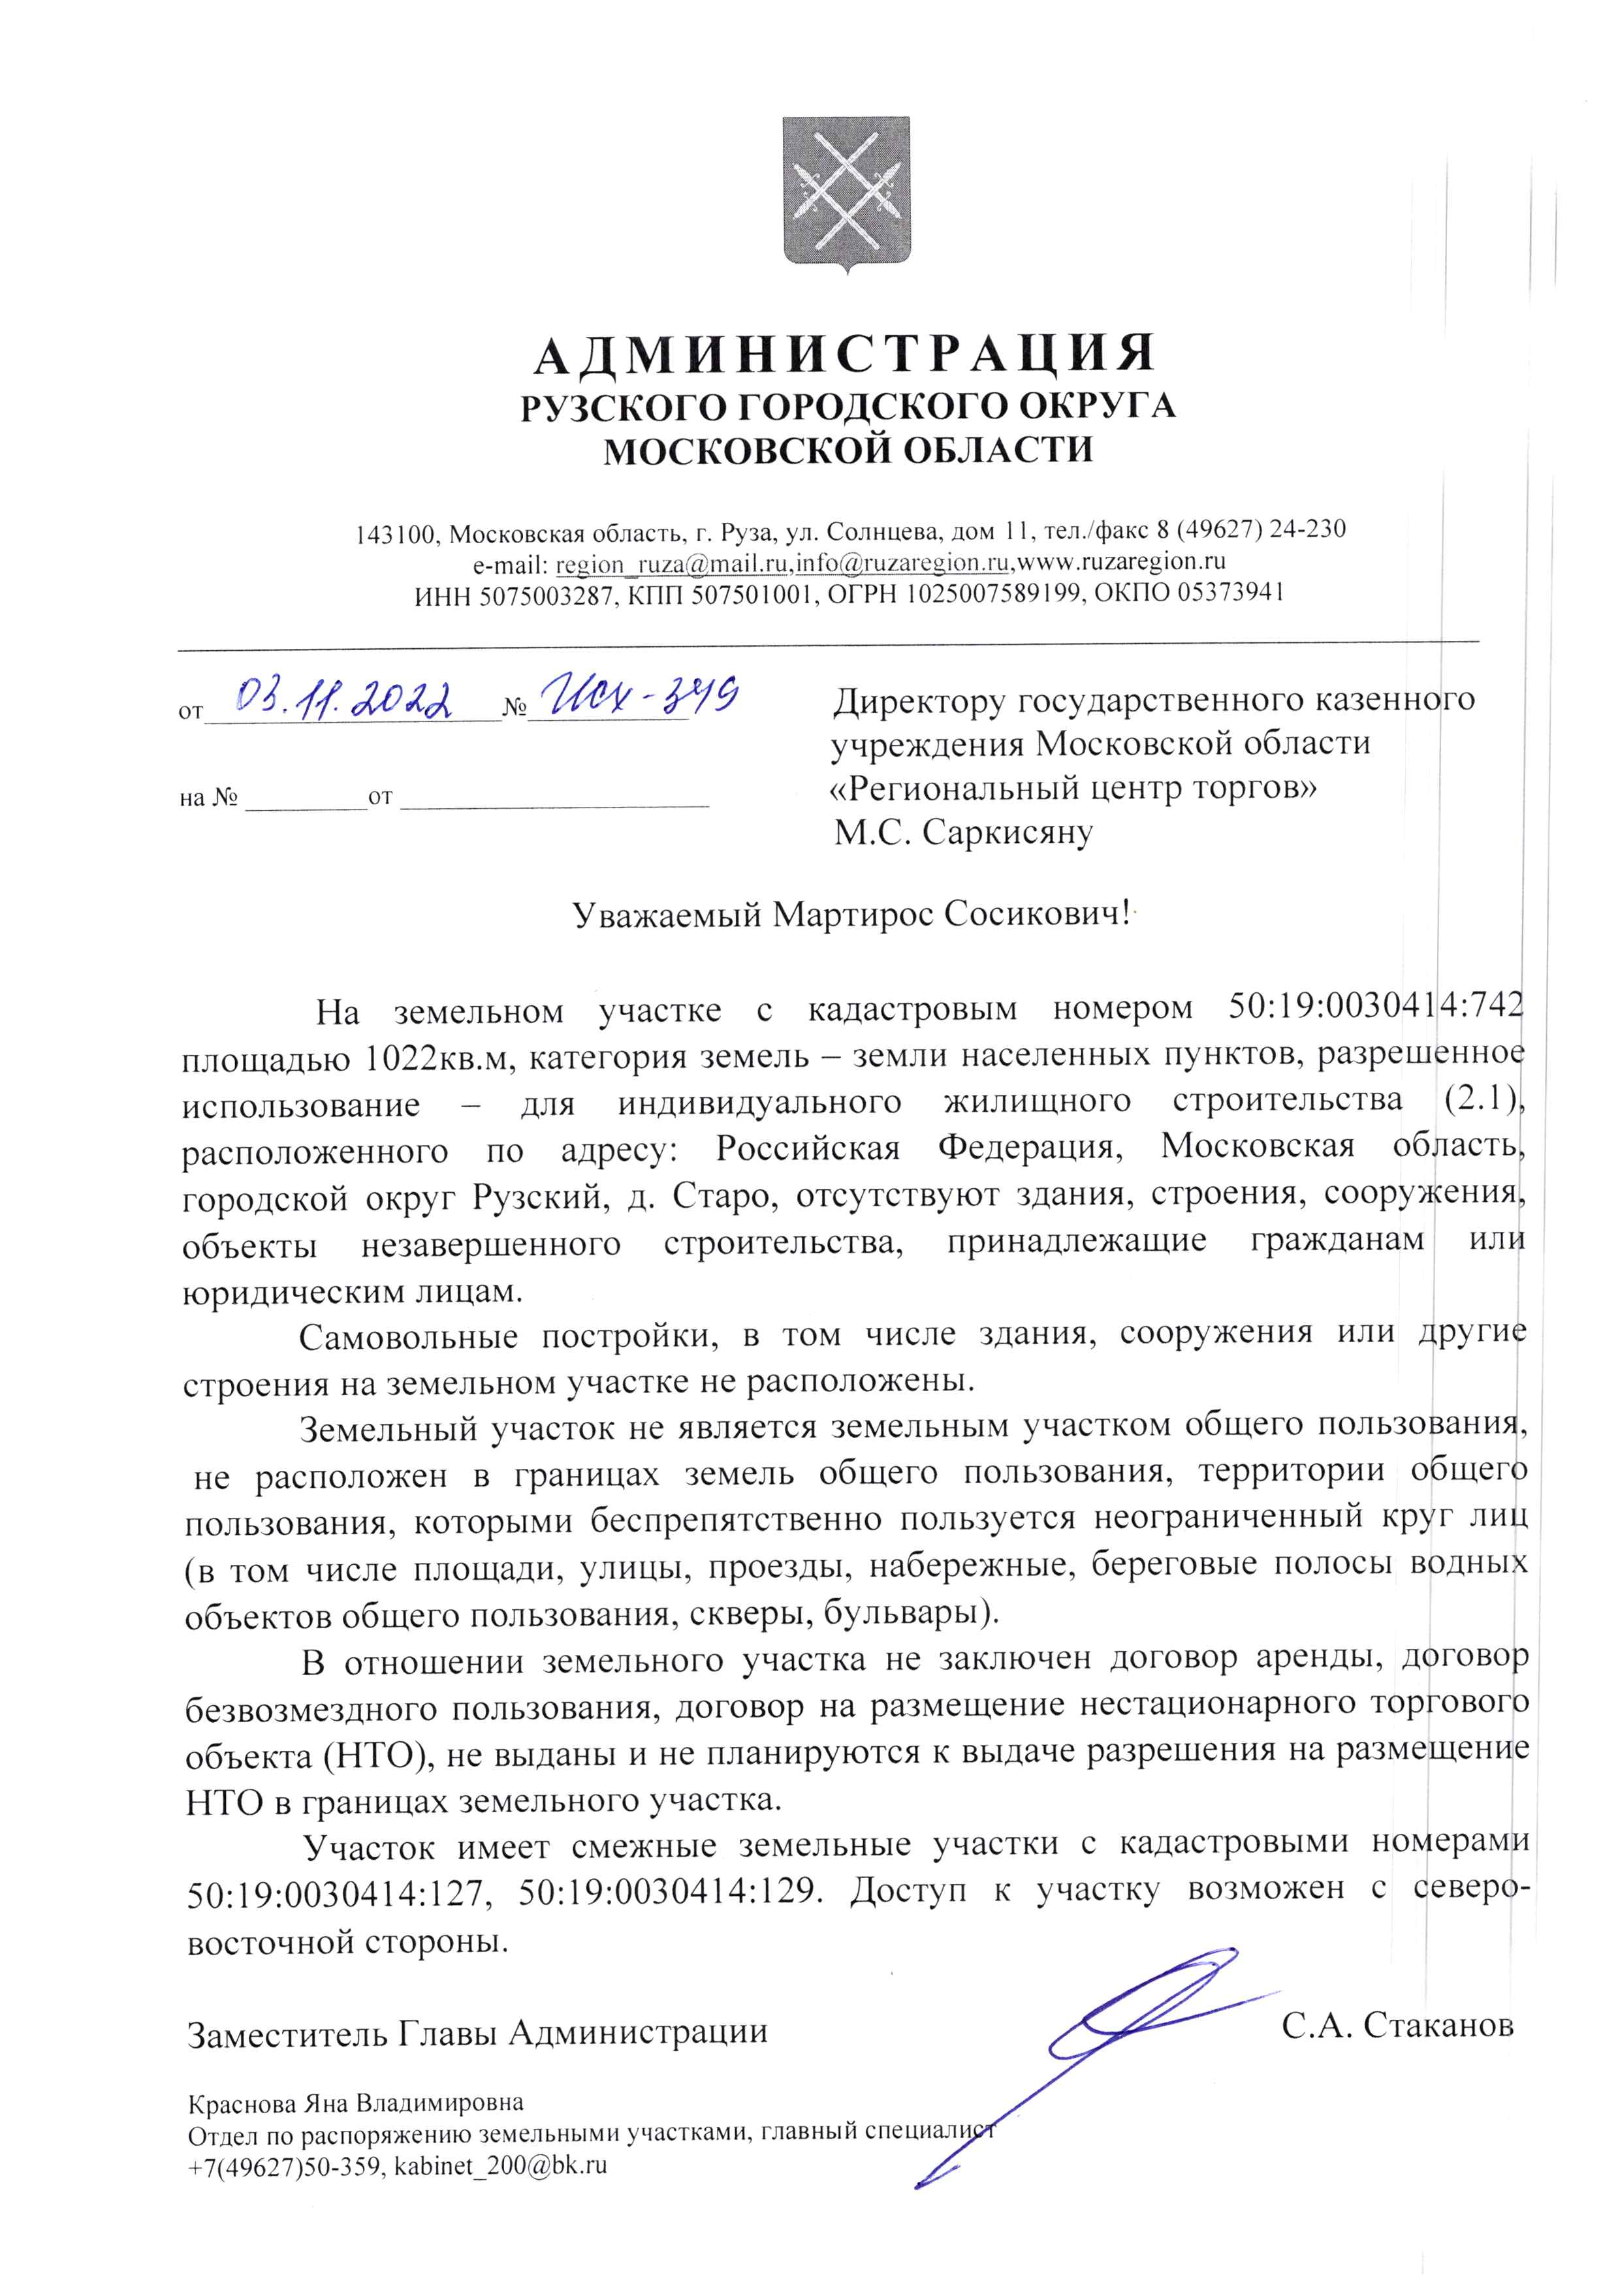 АДМИНИСТРАЦИЯ
РУЗСКОГО ГОРОДСКОГО ОКРУГА
МОСКОВСКОЙ ОБЛАСТИ
143100, Московская область, г. Руза, ул. Солнцева, дом 11, тел./факс 8 (49627) 24-230
e-mail: region_ruza@mail.ru,info@ruzaregion.ru,www.ruzaregion.ru
ИНН 5075003287, КПП 507501001, ОГРН 1025007589199, ОКПО 05373941
от 03.11.2022 № Исх-349
на № __________от __________________________
Директору государственного казенного
учреждения Московской области
«Региональный центр торгов»
М.С. Саркисяну
Уважаемый Мартирос Сосикович!
На земельном участке с кадастровым номером 50:19:0030414:742
площадью 1022кв.м, категория земель – земли населенных пунктов, разрешенное
использование – для индивидуального жилищного строительства (2.1),
расположенного по адресу: Российская Федерация, Московская область,
городской округ Рузский, д. Старо, отсутствуют здания, строения, сооружения,
объекты незавершенного строительства, принадлежащие гражданам или
юридическим лицам.
Самовольные постройки, в том числе здания, сооружения или другие
строения на земельном участке не расположены.
Земельный участок не является земельным участком общего пользования,
не расположен в границах земель общего пользования, территории общего
пользования, которыми беспрепятственно пользуется неограниченный круг лиц
(в том числе площади, улицы, проезды, набережные, береговые полосы водных
объектов общего пользования, скверы, бульвары).
В отношении земельного участка не заключен договор аренды, договор
безвозмездного пользования, договор на размещение нестационарного торгового
объекта (НТО), не выданы и не планируются к выдаче разрешения на размещение
НТО в границах земельного участка.
Участок имеет смежные земельные участки с кадастровыми номерами
50:19:0030414:127, 50:19:0030414:129. Доступ к участку возможен с северо-
восточной стороны.
Заместитель Главы Администрации С.А. Стаканов
Краснова Яна Владимировна
Отдел по распоряжению земельными участками, главный специалист
+7(49627)50-359, kabinet_200@bk.ru